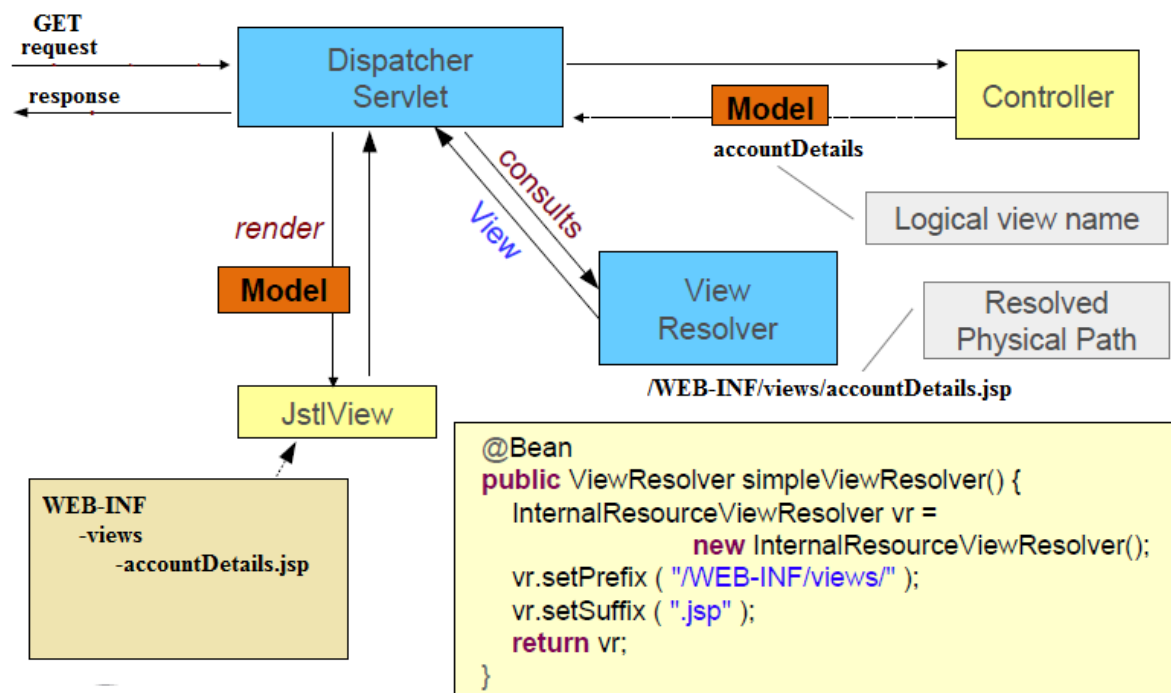 GET
request
response
Dispatcher
Servlet
Model
accountDetails
Controller
Logical view name
consults
View
render
Model
View
Resolver
Resolved
Physical Path
/WEB-INF/views/accountDetails.jsp
JstlView
WEB-INF
-views
-accountDetails.jsp
@Bean
public ViewResolver simpleViewResolver() {
InternalResourceViewResolver vr =
new InternalResourceViewResolver();
vr.setPrefix ( "/WEB-INF/views/" );
vr.setSuffix ( ".jsp" );
return vr;
}